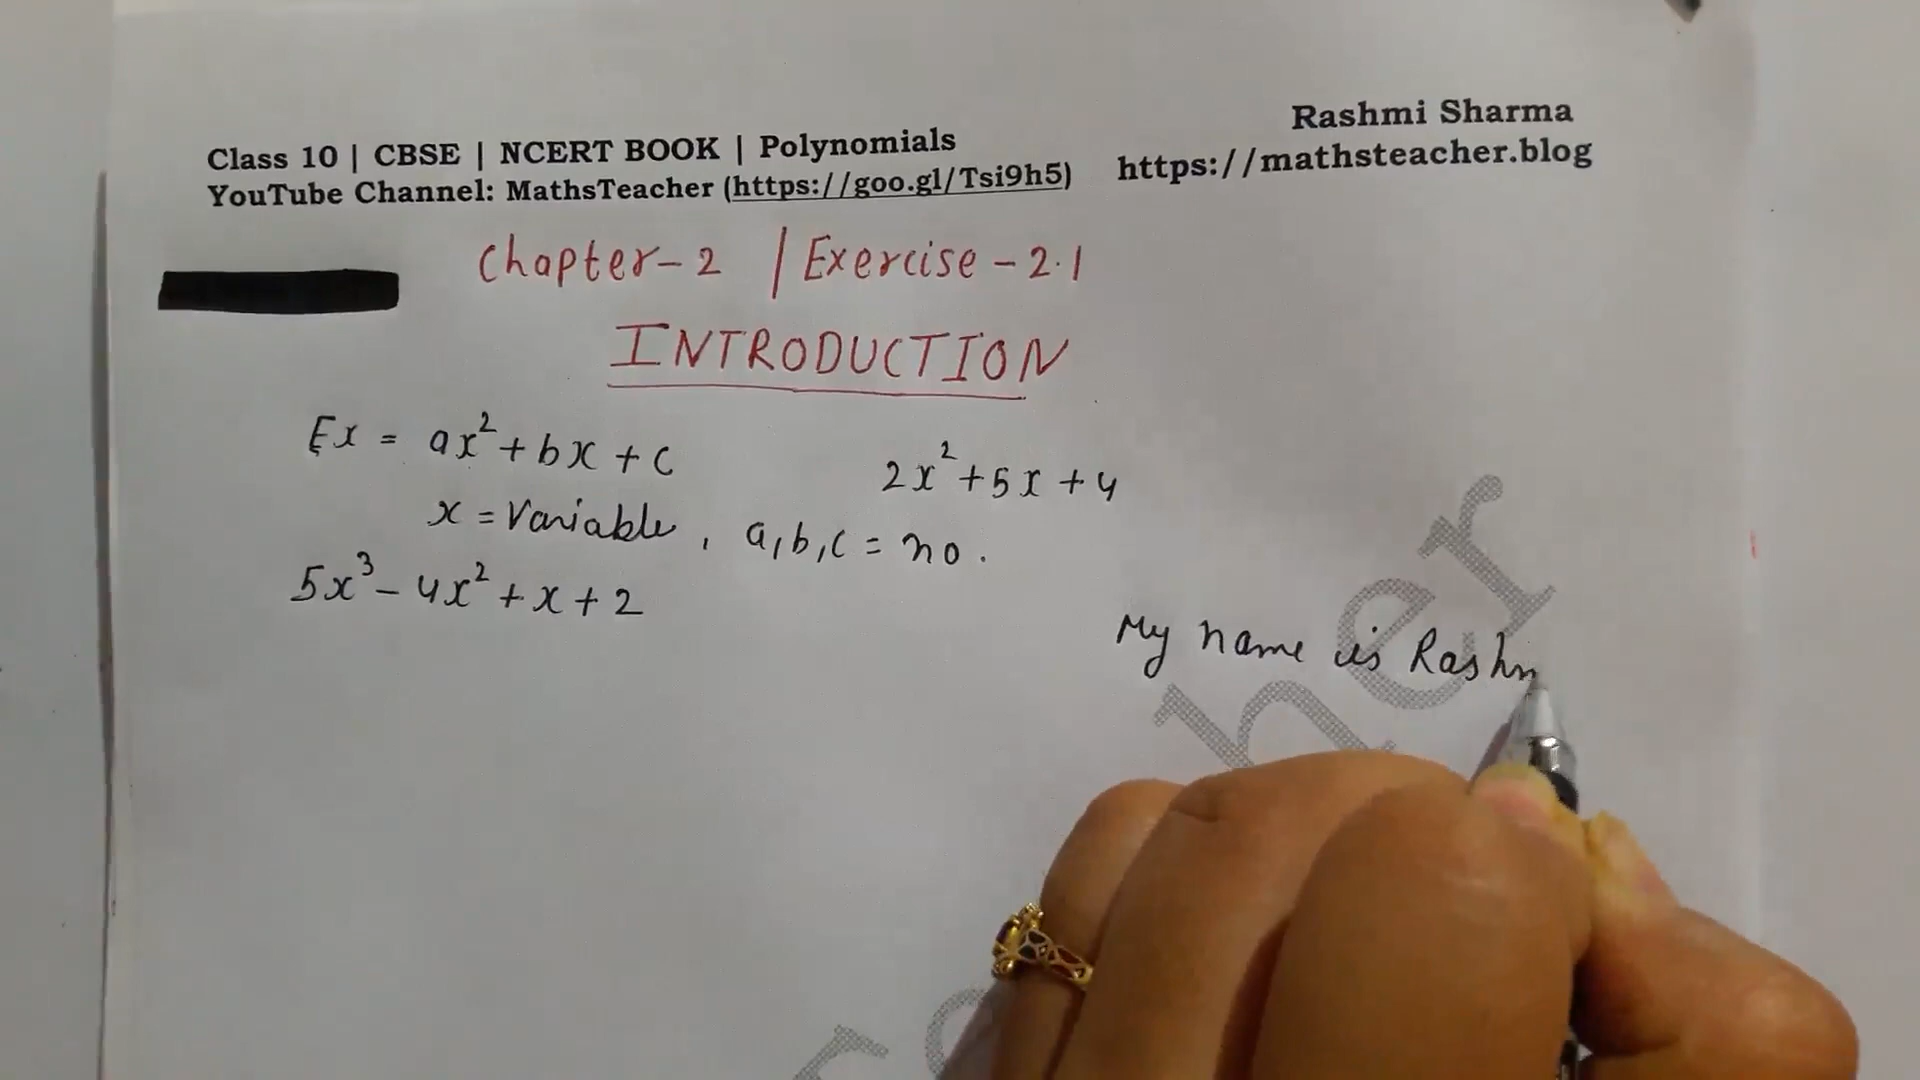 Class 10 | CBSE | NCERT BOOK | Polynomials
Rashmi Sharma
YouTube Channel: MathsTeacher (https://goo.gl/Tsi9h5)
https://mathsteacher.blog
Chapter-2 | Exercise-2.1
INTRODUCTION
Ex = ax²+bx+c
2x²+5x+4
x = Variable, a,b,c = no.
5x³-4x²+x+2
My name is Rashm
her